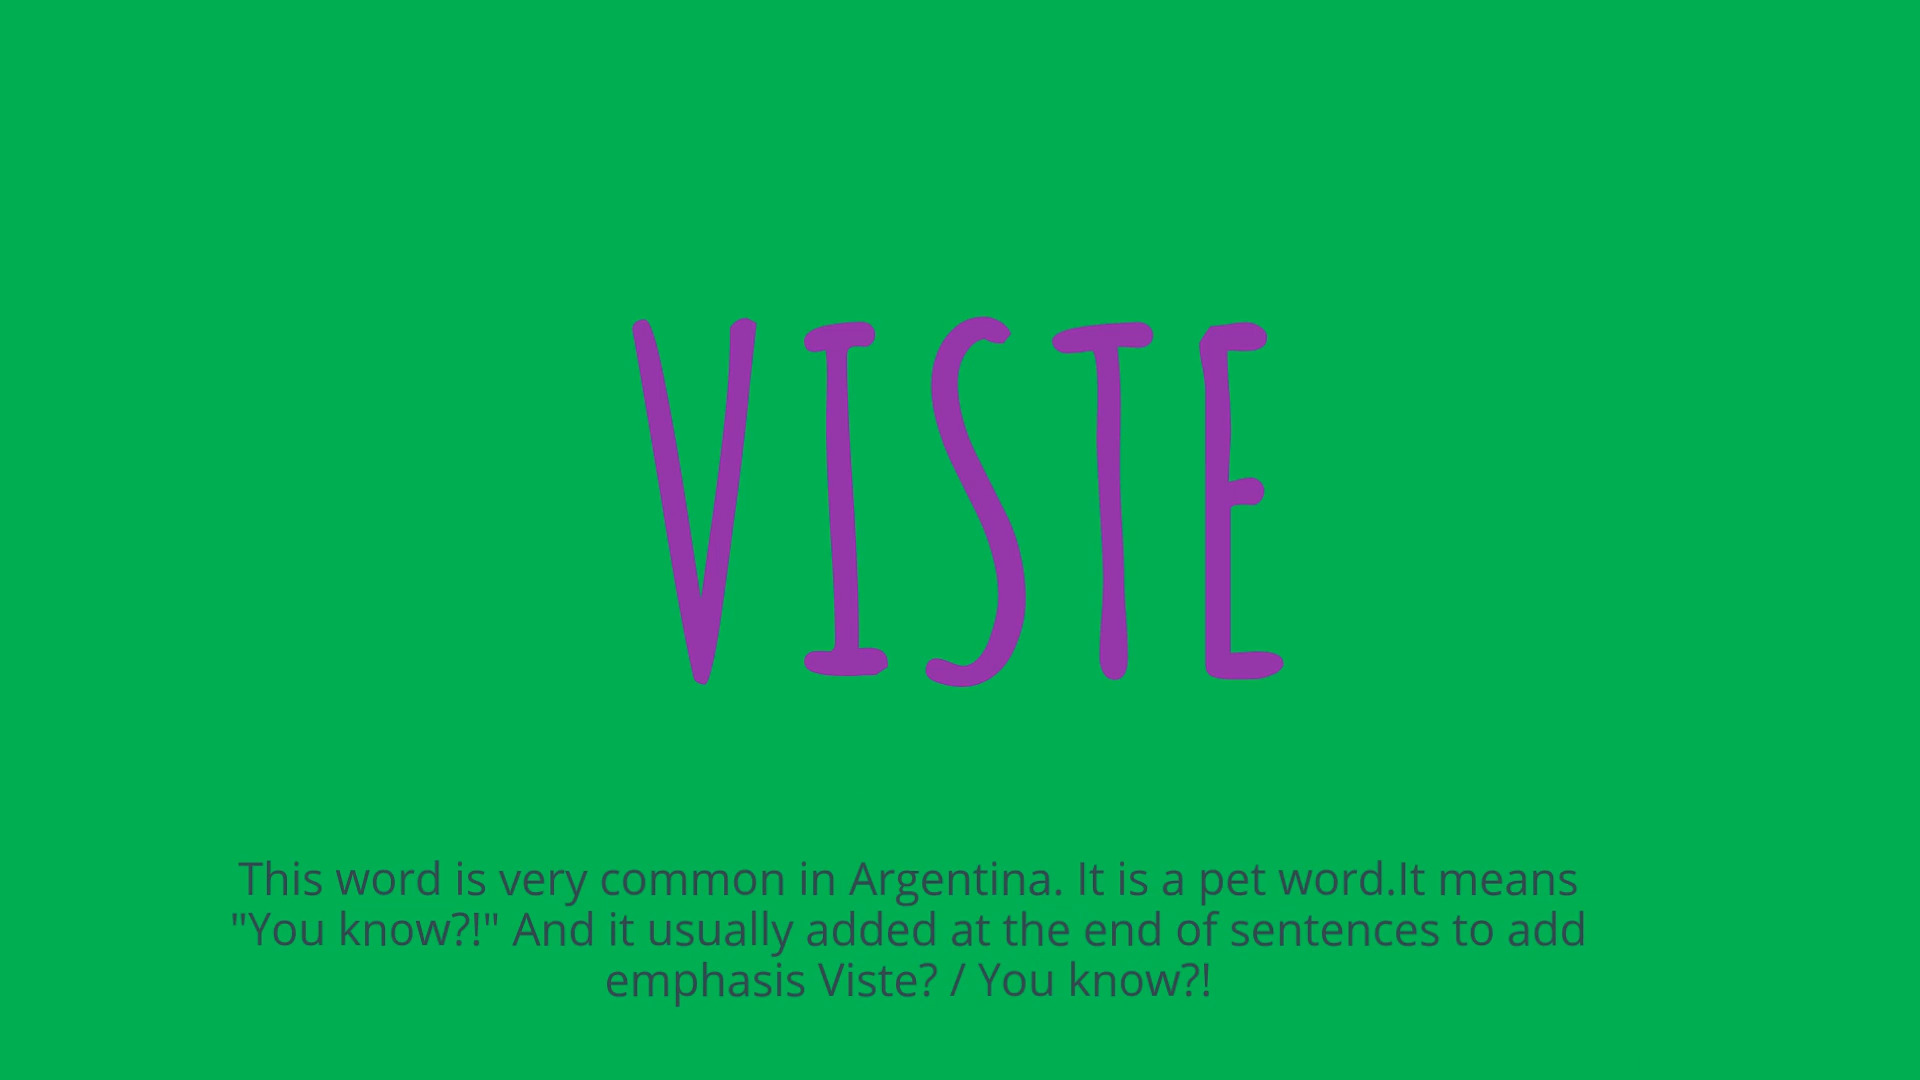 VISTE
This word is very common in Argentina. It is a pet word.It means
"You know?!" And it usually added at the end of sentences to add
emphasis Viste? / You know?!